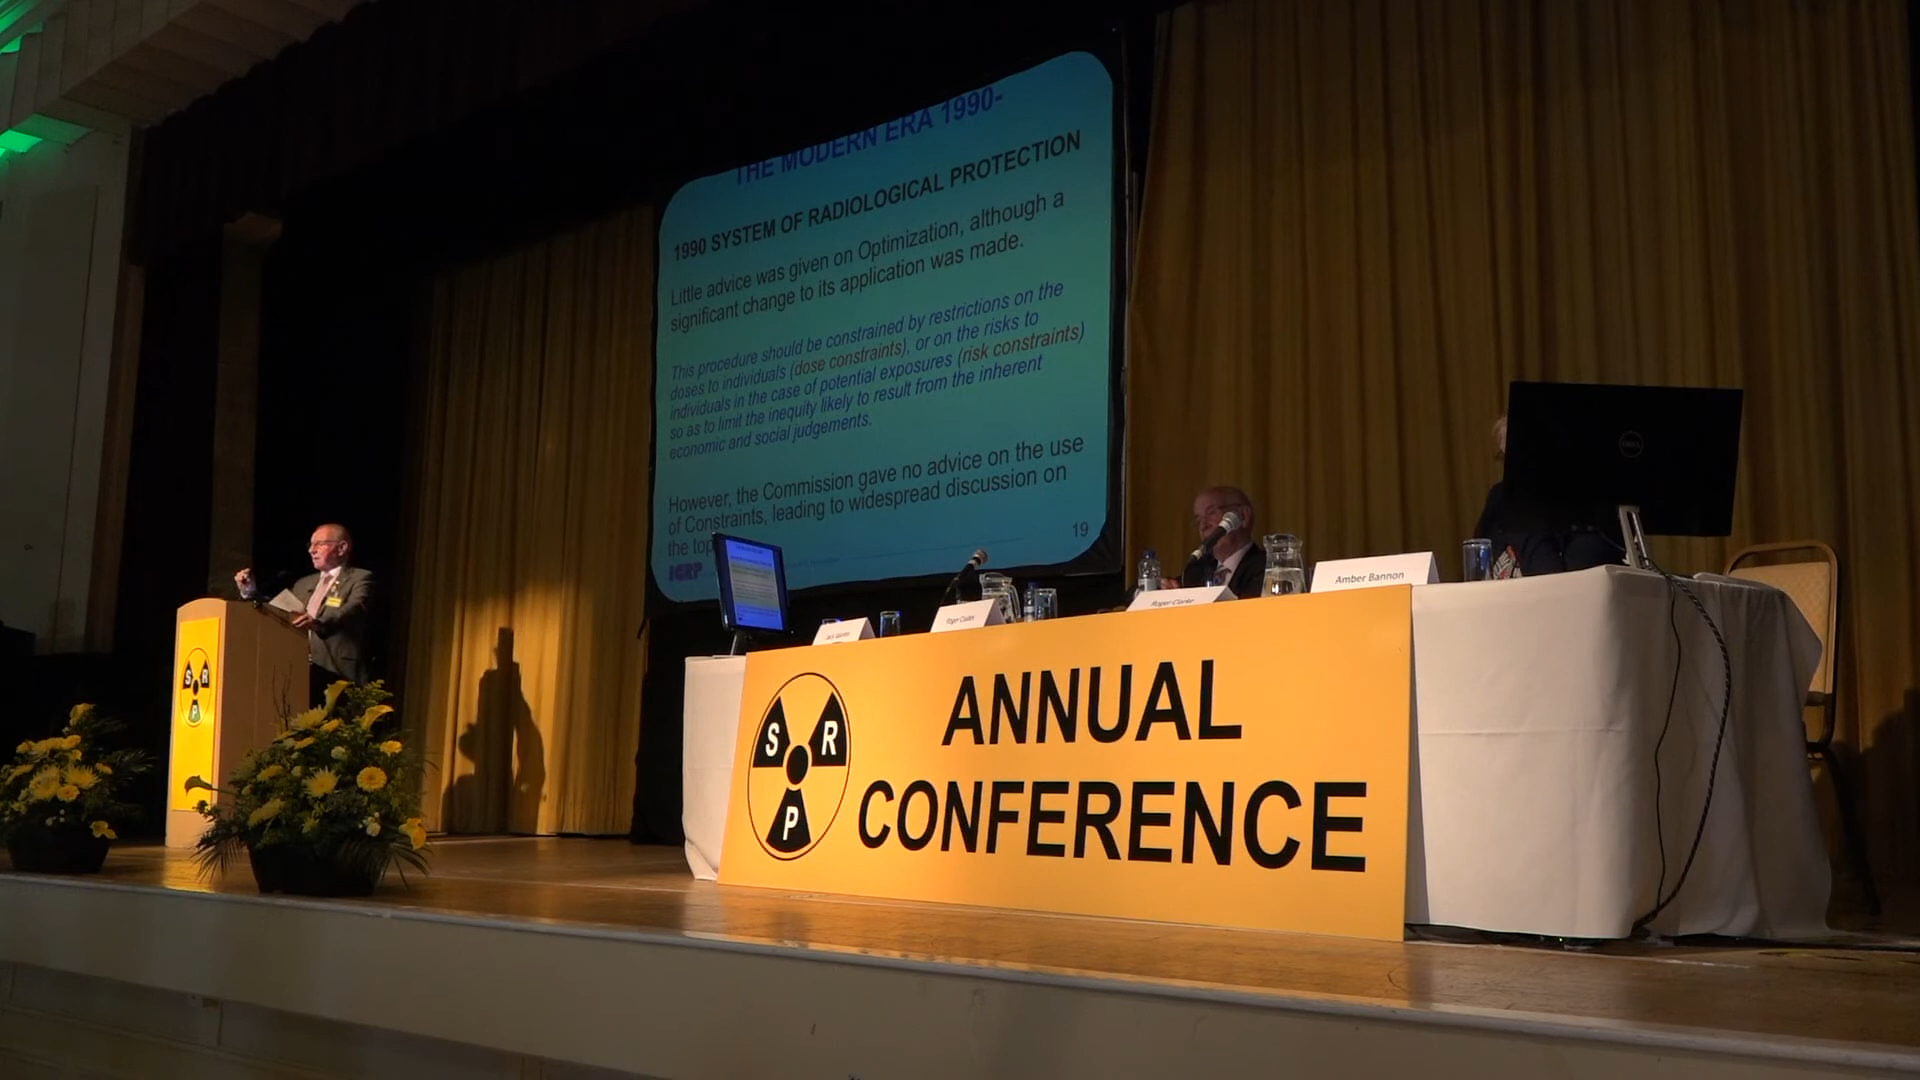 THE MODERN ERA 1990-
1990 SYSTEM OF RADIOLOGICAL PROTECTION
Little advice was given on Optimization, although a
significant change to its application was made.
This procedure should be constrained by restrictions on the
doses to individuals (dose constraints), or on the risks to
individuals in the case of potential exposures (risk constraints)
so as to limit the inequity likely to result from the inherent
economic and social judgements.
However, the Commission gave no advice on the use
of Constraints, leading to widespread discussion on
the top
19
ICRP
DELL
Roger Clarke
Amber Bannon
S R
P
S R
P
ANNUAL
CONFERENCE